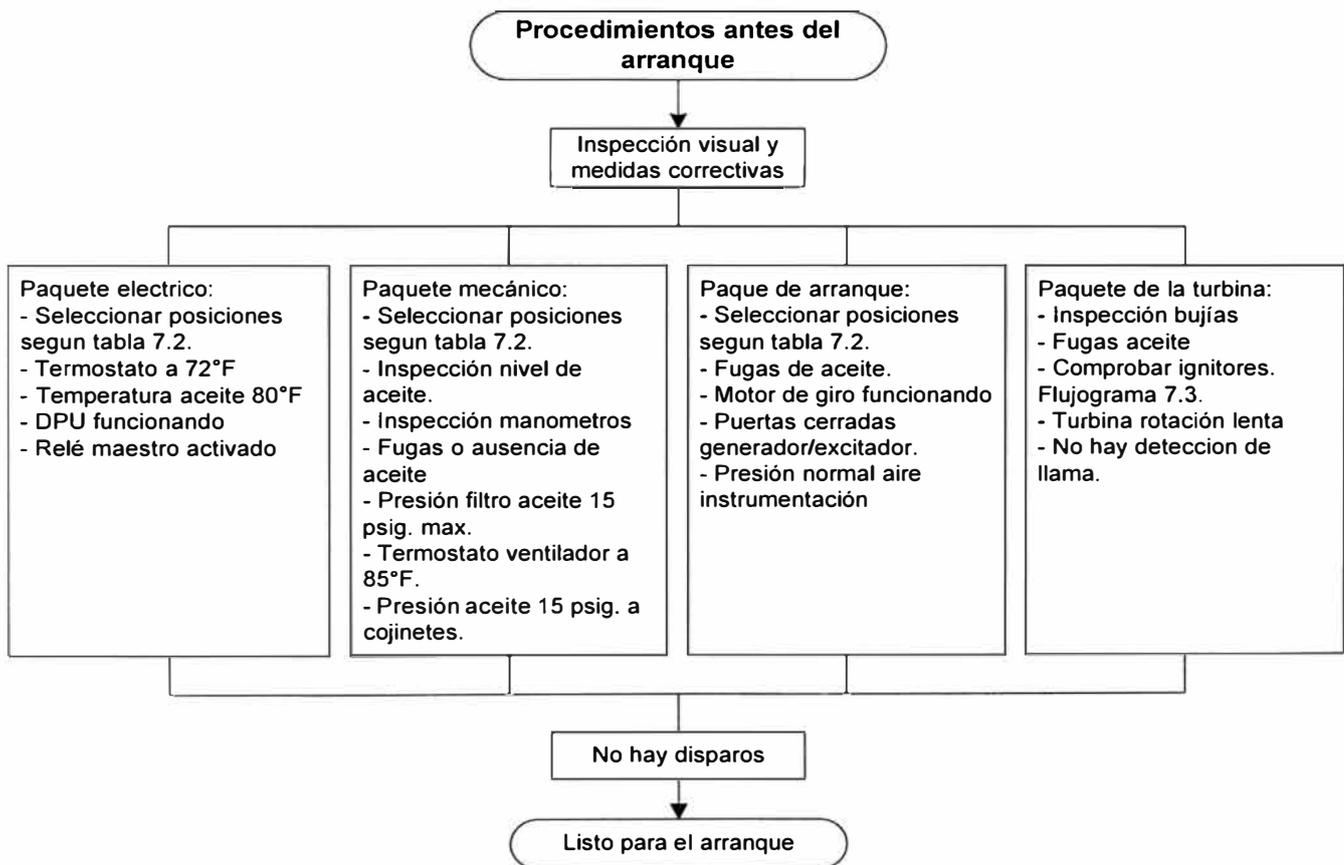 Procedimientos antes del
arranque
Inspección visual y
medidas correctivas
Paquete electrico:
- Seleccionar posiciones
segun tabla 7.2.
- Termostato a 72°F
- Temperatura aceite 80°F
- DPU funcionando
- Relé maestro activado
Paquete mecánico:
- Seleccionar posiciones
segun tabla 7.2.
- Inspección nivel de
aceite.
- Inspección manometros
- Fugas o ausencia de
aceite
- Presión filtro aceite 15
psig. max.
- Termostato ventilador a
85°F.
- Presión aceite 15 psig. a
cojinetes.
Paque de arranque:
- Seleccionar posiciones
segun tabla 7.2.
- Fugas de aceite.
- Motor de giro funcionando
- Puertas cerradas
generador/excitador.
- Presión normal aire
instrumentación
Paquete de la turbina:
- Inspección bujías
- Fugas aceite
- Comprobar ignitores.
Flujograma 7.3.
- Turbina rotación lenta
- No hay deteccion de
llama.
No hay disparos
Listo para el arranque